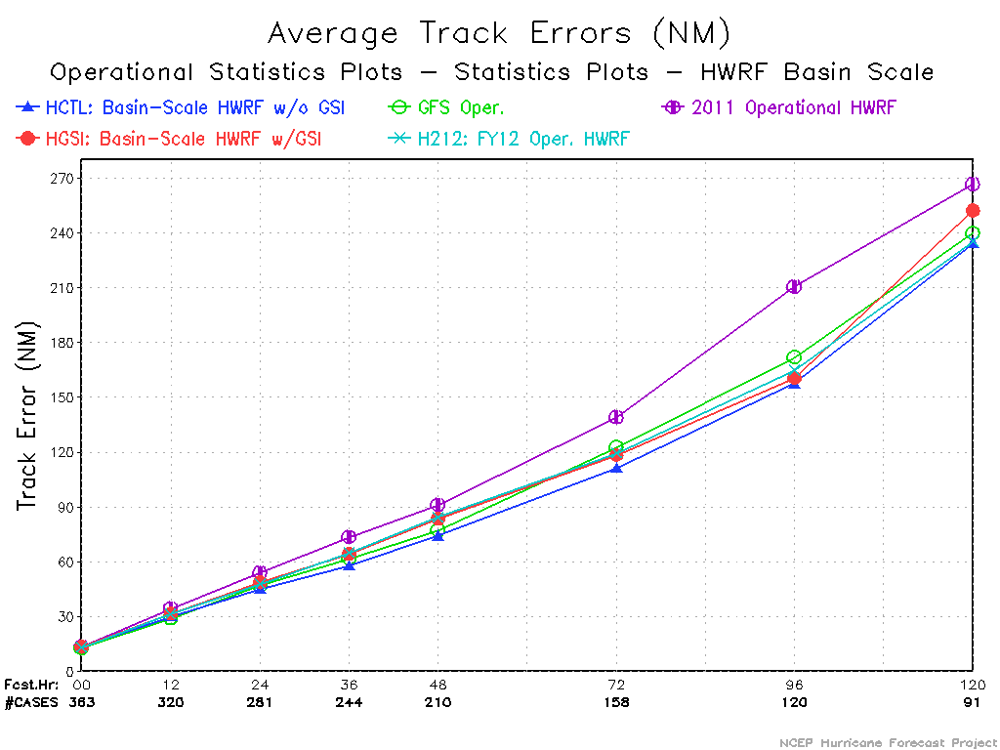 Average Track Errors (NM)
Operational Statistics Plots – Statistics Plots – HWRF Basin Scale
HCTL: Basin-Scale HWRF w/o GSI GFS Oper. 2011 Operational HWRF
HGSI: Basin-Scale HWRF w/GSI H212: FY12 Oper. HWRF
270
240
210
180
150
120
90
60
30
0
Track Error (NM)
Fcst.Hr: 00 12 24 36 48 72 96 120
#CASES 363 320 281 244 210 158 120 91
NCEP Hurricane Forecast Project